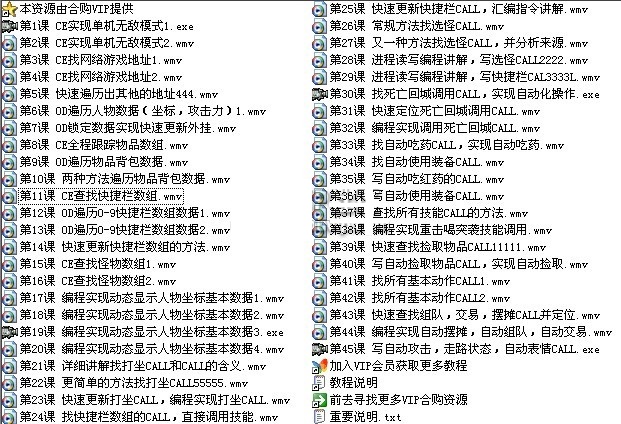 本资源由合购VIP提供
第1课 CE实现单机无敌模式1.exe
第2课 CE实现单机无敌模式2.wmv
第3课 CE找网络游戏地址1.wmv
第4课 CE找网络游戏地址2.wmv
第5课 快速遍历出其他的地址444.wmv
第6课 OD遍历人物数据(坐标,攻击力)1.wmv
第7课 OD锁定数据实现快速更新外挂.wmv
第8课 CE全程跟踪物品数组.wmv
第9课 OD遍历物品背包数据.wmv
第10课 两种方法遍历物品背包数据.wmv
第11课 CE查找快捷栏数组.wmv
第12课 OD遍历0-9快捷栏数组数据1.wmv
第13课 OD遍历0-9快捷栏数组数据2.wmv
第14课 快速更新快捷栏数组的方法.wmv
第15课 CE查找怪物数组1.wmv
第16课 CE查找怪物数组2.wmv
第17课 编程实现动态显示人物坐标基本数据1.wmv
第18课 编程实现动态显示人物坐标基本数据2.wmv
第19课 编程实现动态显示人物坐标基本数据3.exe
第20课 编程实现动态显示人物坐标基本数据4.wmv
第21课 详细讲解找打坐CALL和CALL的含义.wmv
第22课 更简单的方法找打坐CALL55555.wmv
第23课 快速更新打坐CALL,编程实现打坐CALL.wmv
第24课 找快捷栏数组的CALL,直接调用技能.wmv
第25课 快速更新快捷栏CALL,汇编指令讲解.wmv
第26课 常规方法找选怪CALL.wmv
第27课 又一种方法找选怪CALL,并分析来源.wmv
第28课 进程读写编程讲解,写选怪CALL2222.wmv
第29课 进程读写编程讲解,写快捷栏CAL3333L.wmv
第30课 找死亡回城调用CALL,实现自动化操作.exe
第31课 快速定位死亡回城调用CALL.wmv
第32课 编程实现调用死亡回城CALL.wmv
第33课 找自动吃药CALL,实现自动吃药.wmv
第34课 找自动使用装备CALL.wmv
第35课 写自动吃红药的CALL.wmv
第36课 写自动使用装备CALL.wmv
第37课 查找所有技能CALL的方法.wmv
第38课 编程实现重击喝突袭技能调用.wmv
第39课 快速查找捡取物品CALL11111.wmv
第40课 写自动捡取物品CALL,实现自动捡取.wmv
第41课 找所有基本动作CALL1.wmv
第42课 找所有基本动作CALL2.wmv
第43课 快速查找组队,交易,摆摊CALL并定位.wmv
第44课 编程实现自动摆摊,自动组队,自动交易.wmv
第45课 写自动攻击,走路状态,自动表情CALL.exe
加入VIP会员获取更多教程
教程说明
前去寻找更多VIP合购资源
重要说明.txt